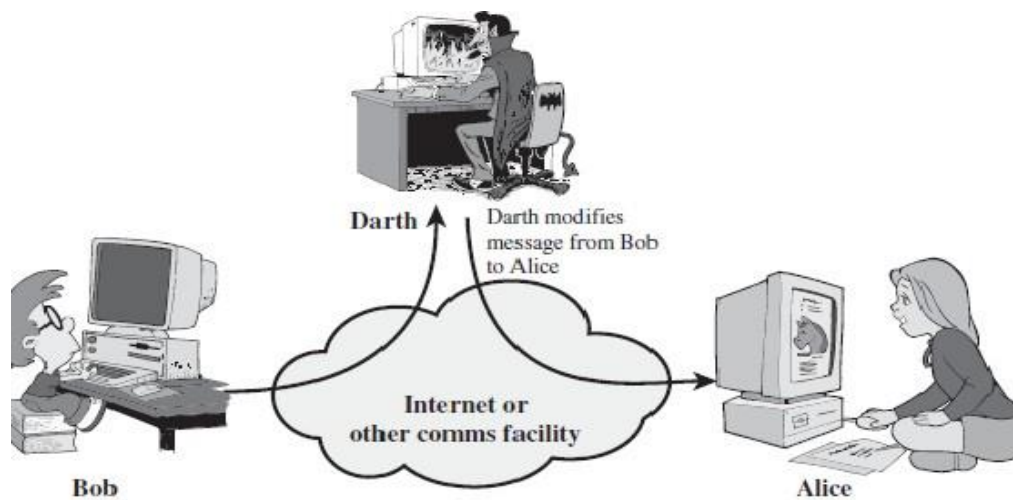 Darth
Darth modifies
message from Bob
to Alice
Internet or
other comms facility
Bob
Alice